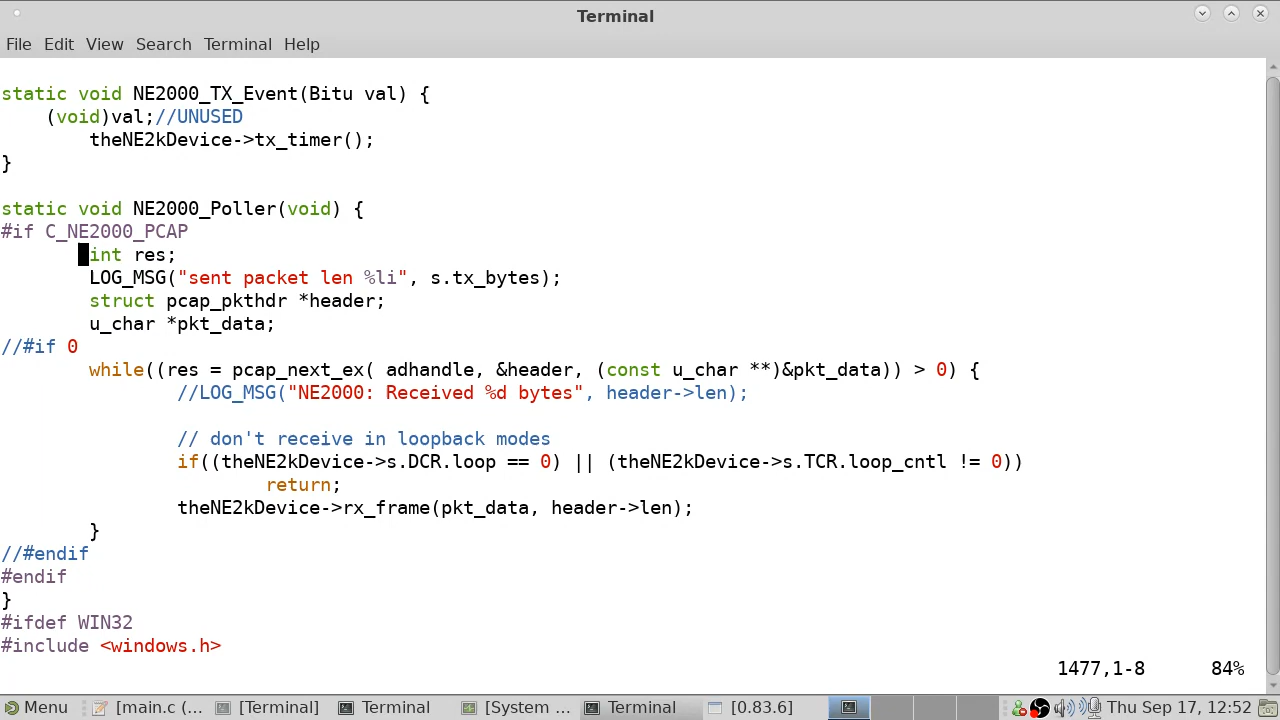 Terminal
File Edit View Search Terminal Help
static void NE2000_TX_Event(Bitu val) {
    (void)val;//UNUSED
        theNE2kDevice->tx_timer();
}
static void NE2000_Poller(void) {
#if C_NE2000_PCAP
        int res;
        LOG_MSG("sent packet len %li", s.tx_bytes);
        struct pcap_pkthdr *header;
        u_char *pkt_data;
//#if 0
        while((res = pcap_next_ex( adhandle, &header, (const u_char **)&pkt_data)) > 0) {
                //LOG_MSG("NE2000: Received %d bytes", header->len);
                // don't receive in loopback modes
                if((theNE2kDevice->s.DCR.loop == 0) || (theNE2kDevice->s.TCR.loop_cntl != 0))
                        return;
                theNE2kDevice->rx_frame(pkt_data, header->len);
        }
//#endif
#endif
}
#ifdef WIN32
#include <windows.h>
1477,1-8 84%
Menu [main.c (... [Terminal] Terminal [System ... Terminal [0.83.6] Thu Sep 17, 12:52